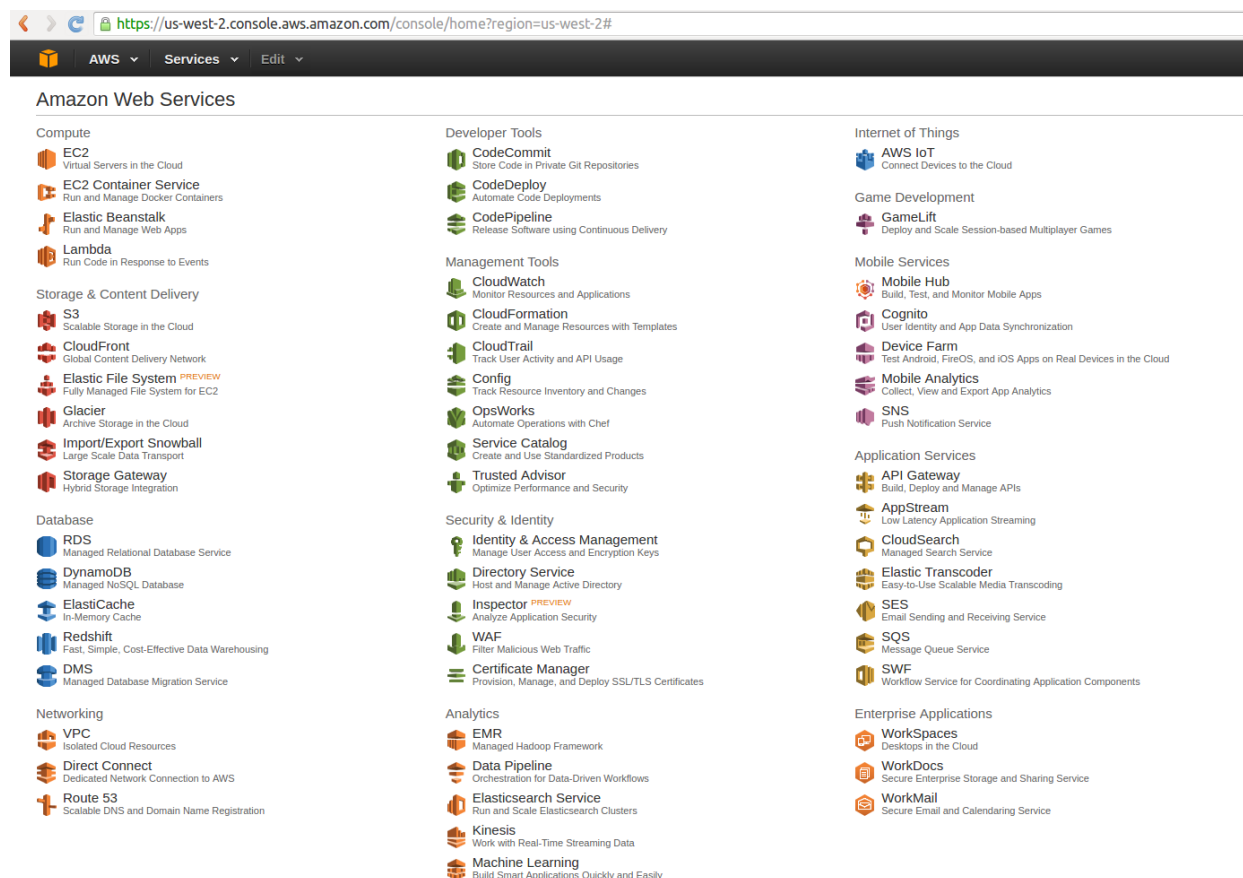 https://us-west-2.console.aws.amazon.com/console/home?region=us-west-2#
AWS Services Edit
Amazon Web Services
Compute
EC2
Virtual Servers in the Cloud
EC2 Container Service
Run and Manage Docker Containers
Elastic Beanstalk
Run and Manage Web Apps
Lambda
Run Code in Response to Events
Storage & Content Delivery
S3
Scalable Storage in the Cloud
CloudFront
Global Content Delivery Network
Elastic File System PREVIEW
Fully Managed File System for EC2
Glacier
Archive Storage in the Cloud
Import/Export Snowball
Large Scale Data Transport
Storage Gateway
Hybrid Storage Integration
Database
RDS
Managed Relational Database Service
DynamoDB
Managed NoSQL Database
ElastiCache
In-Memory Cache
Redshift
Fast, Simple, Cost-Effective Data Warehousing
DMS
Managed Database Migration Service
Networking
VPC
Isolated Cloud Resources
Direct Connect
Dedicated Network Connection to AWS
Route 53
Scalable DNS and Domain Name Registration
Developer Tools
CodeCommit
Store Code in Private Git Repositories
CodeDeploy
Automate Code Deployments
CodePipeline
Release Software using Continuous Delivery
Management Tools
CloudWatch
Monitor Resources and Applications
CloudFormation
Create and Manage Resources with Templates
CloudTrail
Track User Activity and API Usage
Config
Track Resource Inventory and Changes
OpsWorks
Automate Operations with Chef
Service Catalog
Create and Use Standardized Products
Trusted Advisor
Optimize Performance and Security
Security & Identity
Identity & Access Management
Manage User Access and Encryption Keys
Directory Service
Host and Manage Active Directory
Inspector PREVIEW
Analyze Application Security
WAF
Filter Malicious Web Traffic
Certificate Manager
Provision, Manage, and Deploy SSL/TLS Certificates
Analytics
EMR
Managed Hadoop Framework
Data Pipeline
Orchestration for Data-Driven Workflows
Elasticsearch Service
Run and Scale Elasticsearch Clusters
Kinesis
Work with Real-Time Streaming Data
Machine Learning
Build Smart Applications Quickly and Easily
Internet of Things
AWS IoT
Connect Devices to the Cloud
Game Development
GameLift
Deploy and Scale Session-based Multiplayer Games
Mobile Services
Mobile Hub
Build, Test, and Monitor Mobile Apps
Cognito
User Identity and App Data Synchronization
Device Farm
Test Android, FireOS, and iOS Apps on Real Devices in the Cloud
Mobile Analytics
Collect, View and Export App Analytics
SNS
Push Notification Service
Application Services
API Gateway
Build, Deploy and Manage APIs
AppStream
Low Latency Application Streaming
CloudSearch
Managed Search Service
Elastic Transcoder
Easy-to-Use Scalable Media Transcoding
SES
Email Sending and Receiving Service
SQS
Message Queue Service
SWF
Workflow Service for Coordinating Application Components
Enterprise Applications
WorkSpaces
Desktops in the Cloud
WorkDocs
Secure Enterprise Storage and Sharing Service
WorkMail
Secure Email and Calendaring Service